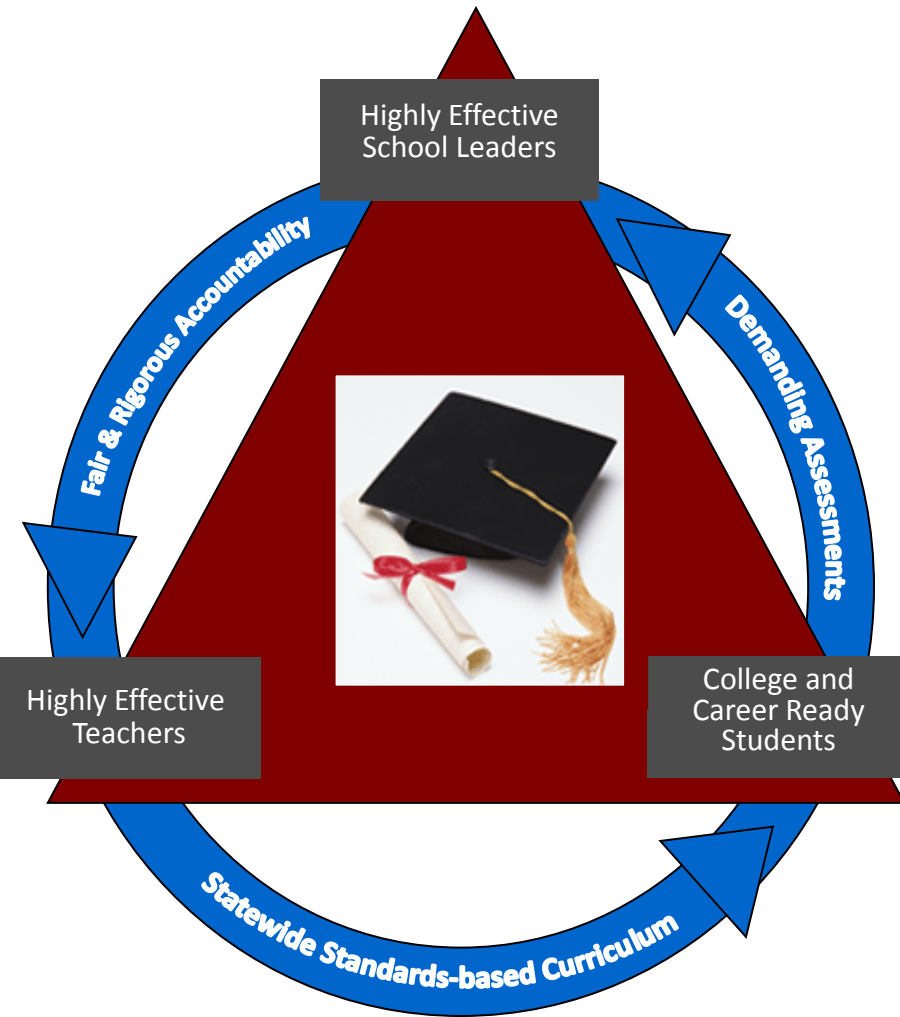 Highly Effective
School Leaders
Fair & Rigorous Accountability
Demanding Assessments
Highly Effective
Teachers
College and
Career Ready
Students
Statewide Standards-based Curriculum